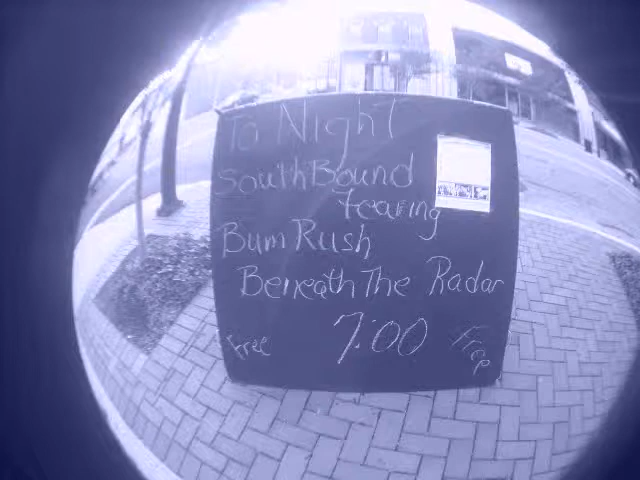 To Night
SouthBound
fearing
Bum Rush
Beneath The Radar
Free 7:00 Free